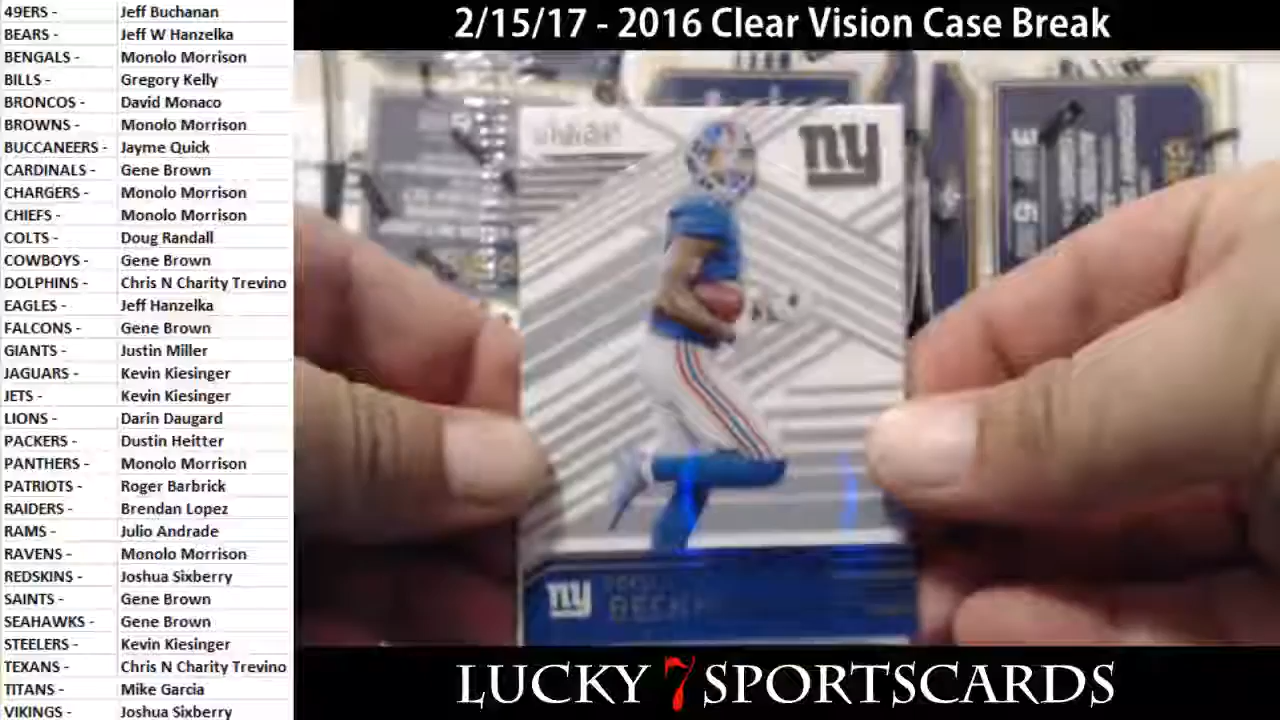 2/15/17 - 2016 Clear Vision Case Break
49ERS - Jeff Buchanan
BEARS - Jeff W Hanzelka
BENGALS - Monolo Morrison
BILLS - Gregory Kelly
BRONCOS - David Monaco
BROWNS - Monolo Morrison
BUCCANEERS - Jayme Quick
CARDINALS - Gene Brown
CHARGERS - Monolo Morrison
CHIEFS - Monolo Morrison
COLTS - Doug Randall
COWBOYS - Gene Brown
DOLPHINS - Chris N Charity Trevino
EAGLES - Jeff Hanzelka
FALCONS - Gene Brown
GIANTS - Justin Miller
JAGUARS - Kevin Kiesinger
JETS - Kevin Kiesinger
LIONS - Darin Daugard
PACKERS - Dustin Heitter
PANTHERS - Monolo Morrison
PATRIOTS - Roger Barbrick
RAIDERS - Brendan Lopez
RAMS - Julio Andrade
RAVENS - Monolo Morrison
REDSKINS - Joshua Sixberry
SAINTS - Gene Brown
SEAHAWKS - Gene Brown
STEELERS - Kevin Kiesinger
TEXANS - Chris N Charity Trevino
TITANS - Mike Garcia
VIKINGS - Joshua Sixberry
ny
ny
LUCKY 7 SPORTSCARDS